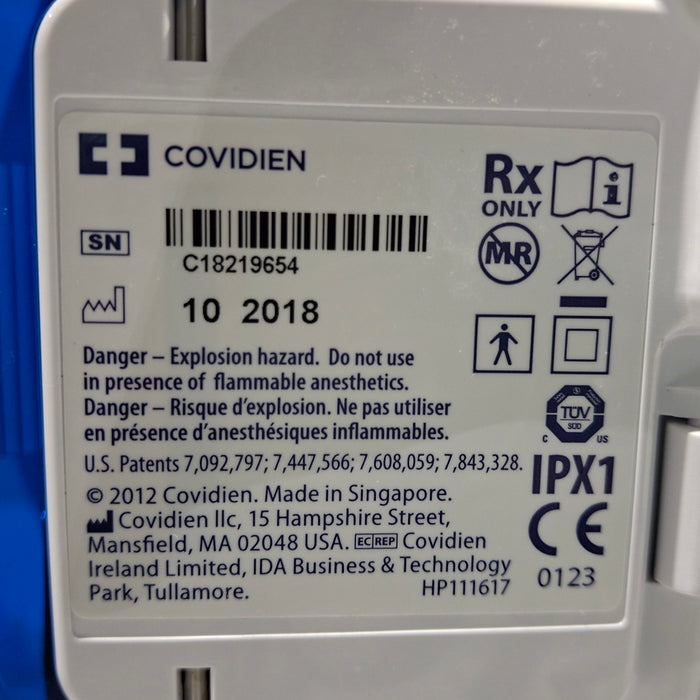 COVIDIEN
Rx
ONLY
i
SN
C18219654
MR
10 2018
Danger – Explosion hazard. Do not use
in presence of flammable anesthetics.
Danger – Risque d'explosion. Ne pas utiliser
en présence d'anesthésiques inflammables.
TÜV
SÜD
C US
U.S. Patents 7,092,797; 7,447,566; 7,608,059; 7,843,328.
IPX1
© 2012 Covidien. Made in Singapore.
Covidien llc, 15 Hampshire Street,
Mansfield, MA 02048 USA. EC REP Covidien
Ireland Limited, IDA Business & Technology
Park, Tullamore.
HP111617
CE
0123